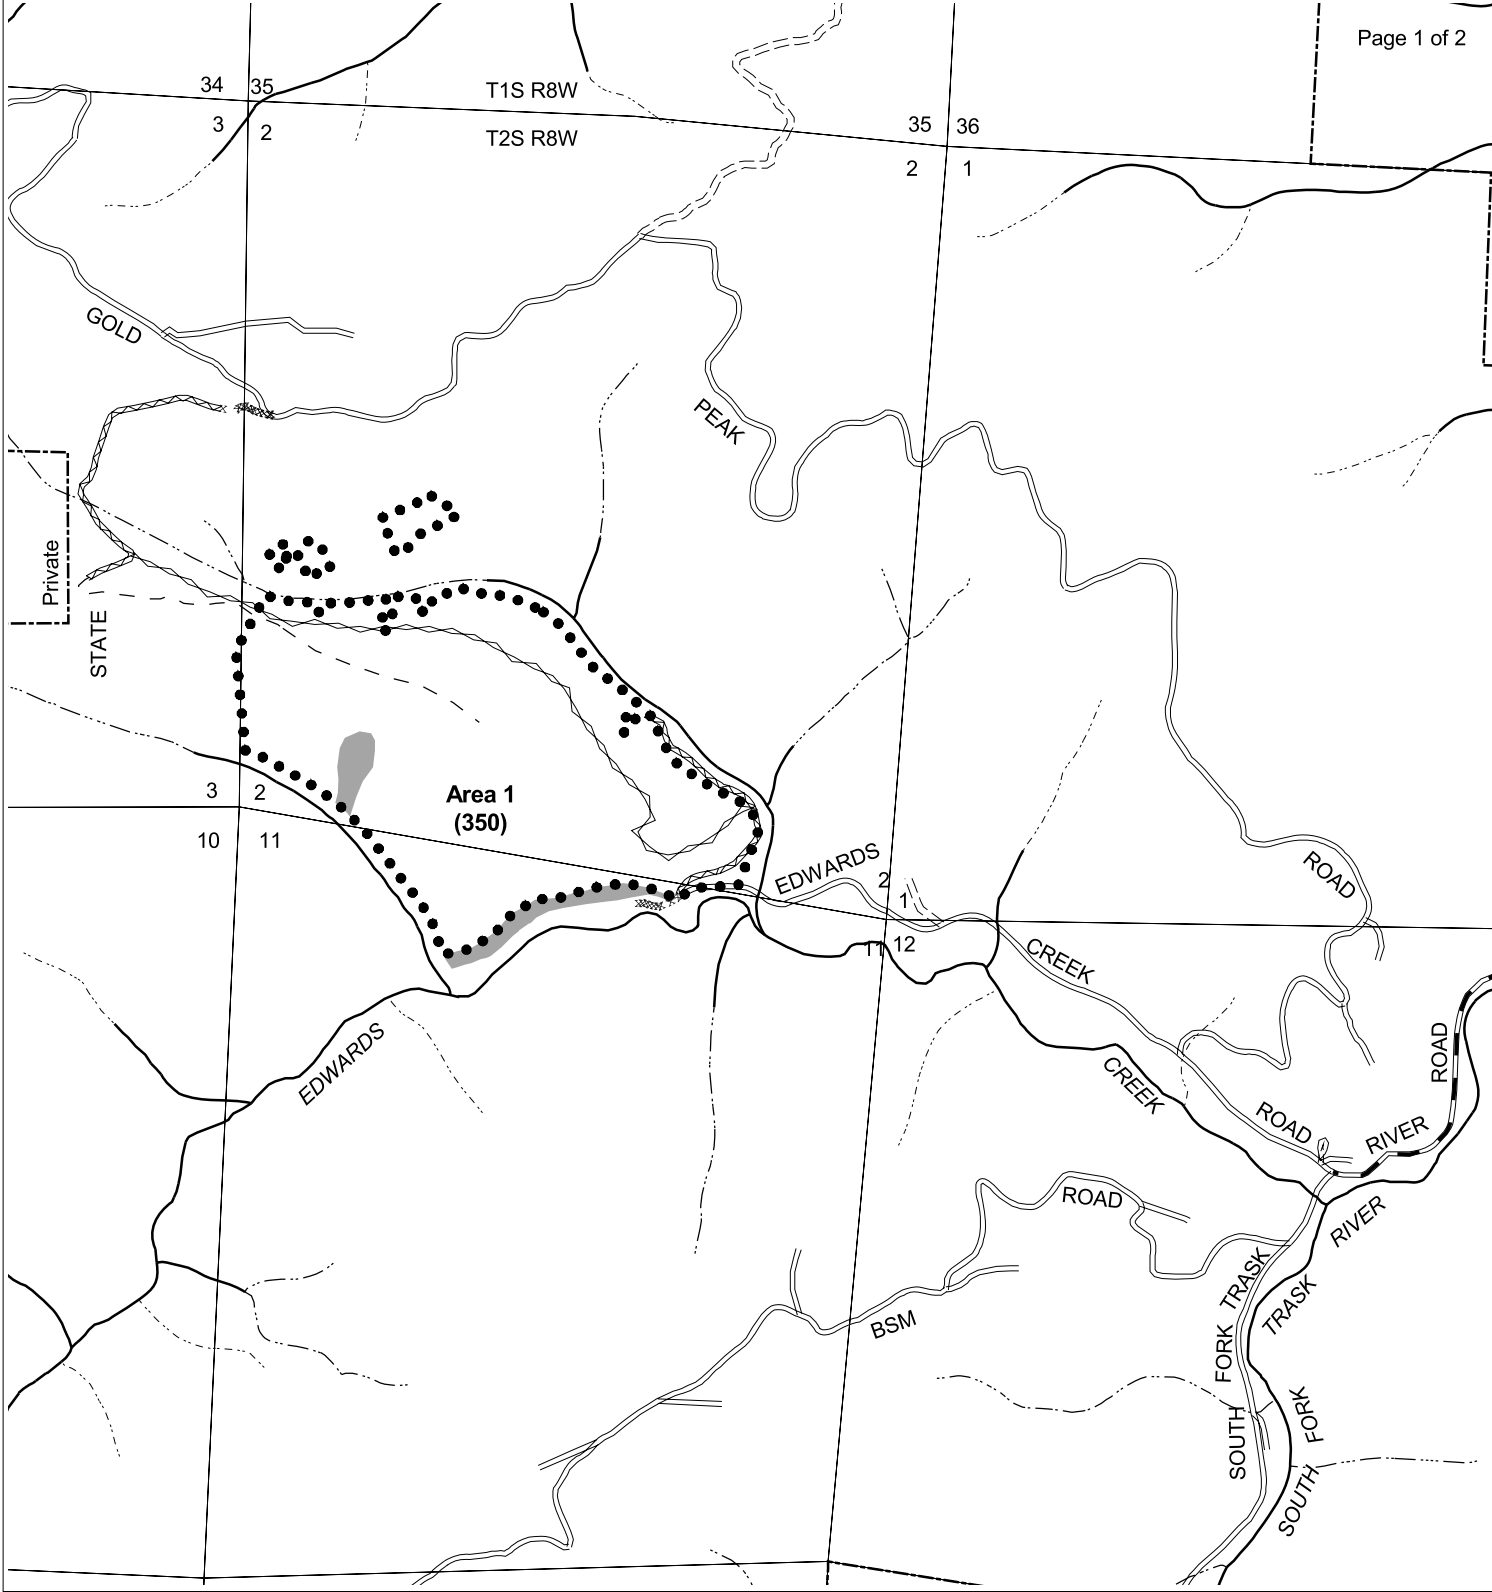 Page 1 of 2
34 35
T1S R8W
3 2
T2S R8W
35 36
2 1
GOLD
PEAK
Private
STATE
3 2
Area 1
(350)
10 11
EDWARDS
2
1
ROAD
11 12
CREEK
EDWARDS
ROAD
CREEK
ROAD
RIVER
ROAD
RIVER
TRASK
TRASK
BSM
FORK
FORK
SOUTH
SOUTH